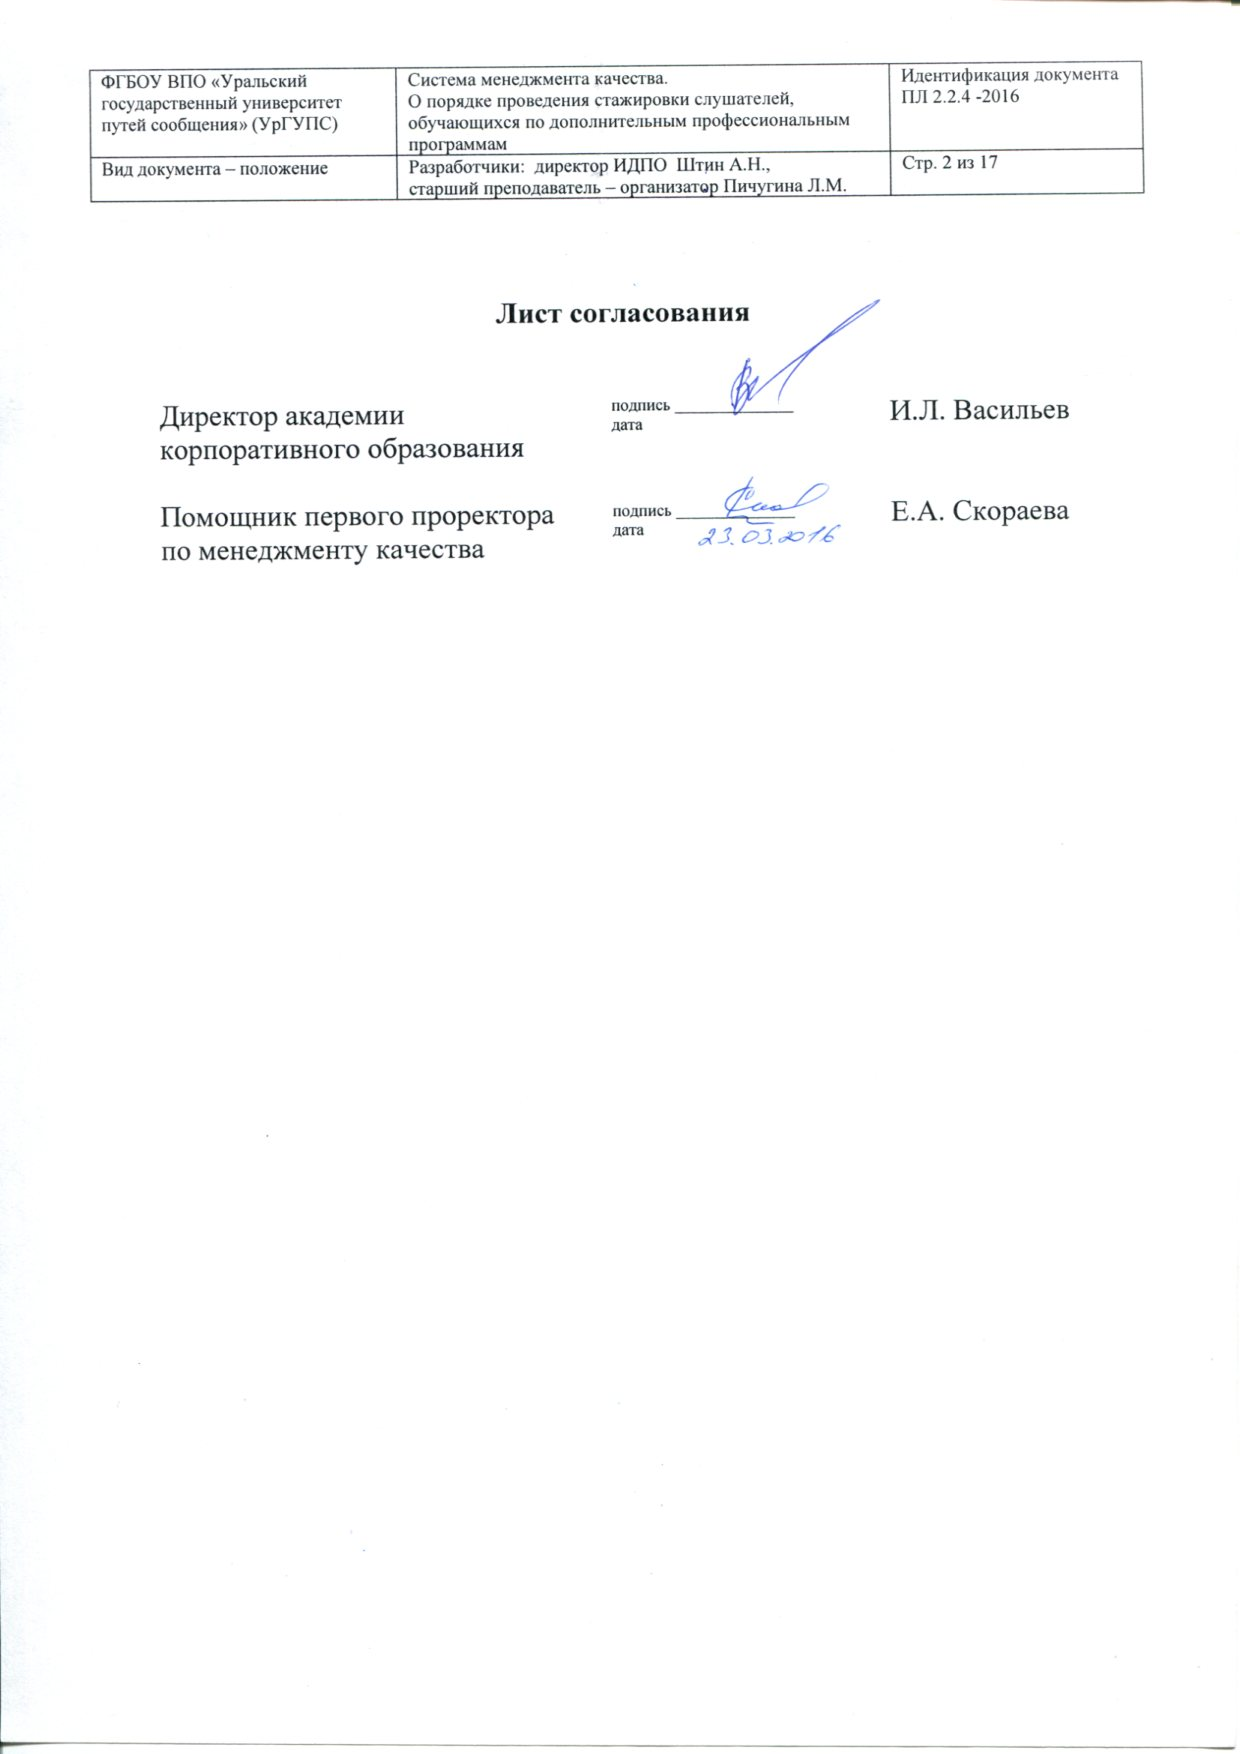 ФГБОУ ВПО «Уральский
государственный университет
путей сообщения» (УрГУПС)
Система менеджмента качества.
О порядке проведения стажировки слушателей,
обучающихся по дополнительным профессиональным
программам
Идентификация документа
ПЛ 2.2.4 -2016
Вид документа – положение
Разработчики: директор ИДПО Штин А.Н.,
старший преподаватель – организатор Пичугина Л.М.
Стр. 2 из 17
Лист согласования
Директор академии
корпоративного образования
подпись
дата
И.Л. Васильев
Помощник первого проректора
по менеджменту качества
подпись
дата 23.03.2016
Е.А. Скораева